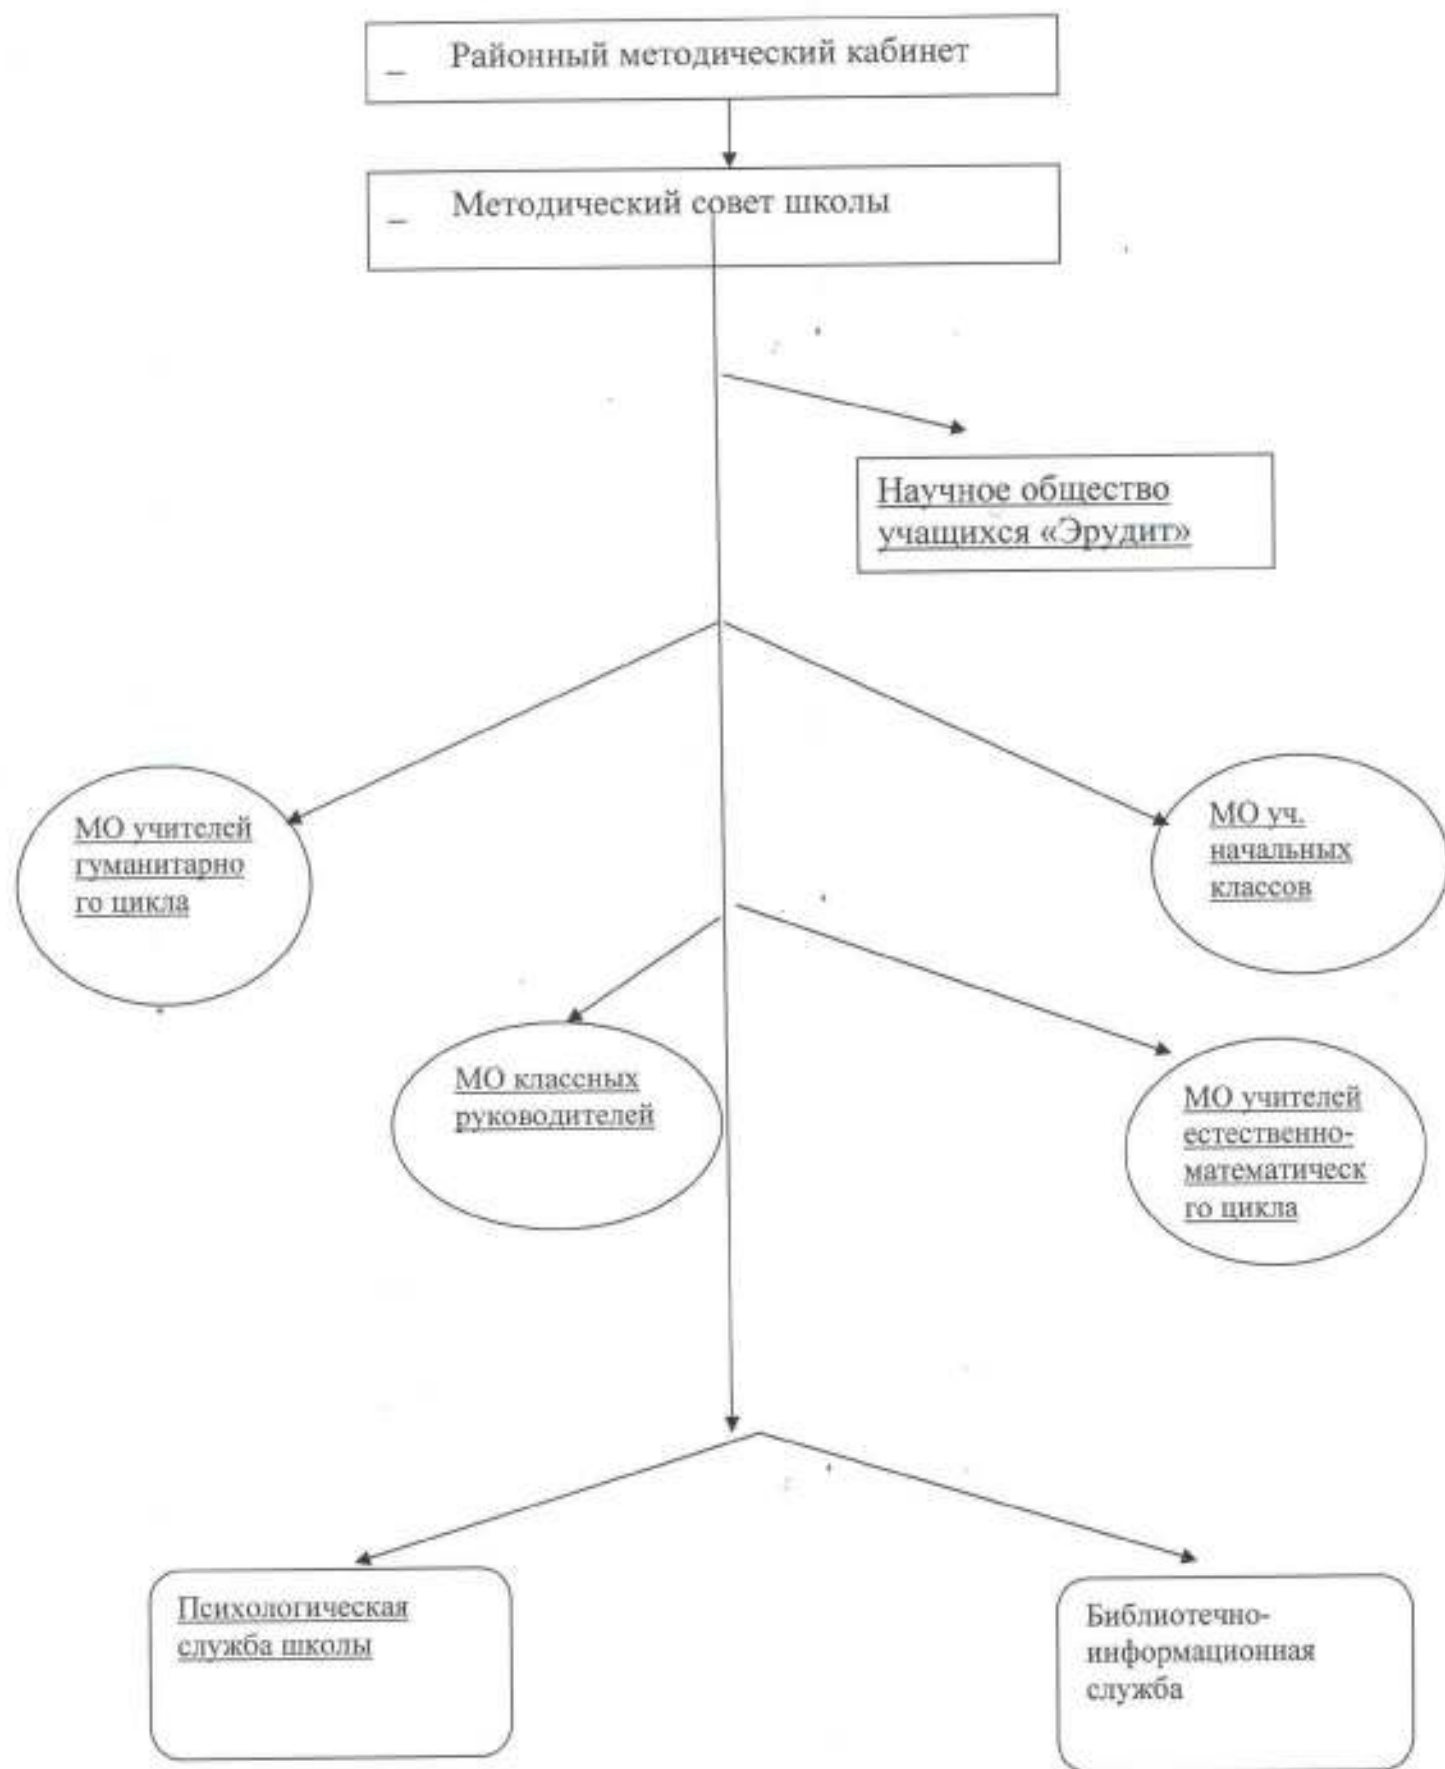 Районный методический кабинет
Методический совет школы
Научное общество
учащихся «Эрудит»
МО учителей
гуманитарно
го цикла
МО уч.
начальных
классов
МО классных
руководителей
МО учителей
естественно-
математическ
го цикла
Психологическая
служба школы
Библиотечно-
информационная
служба